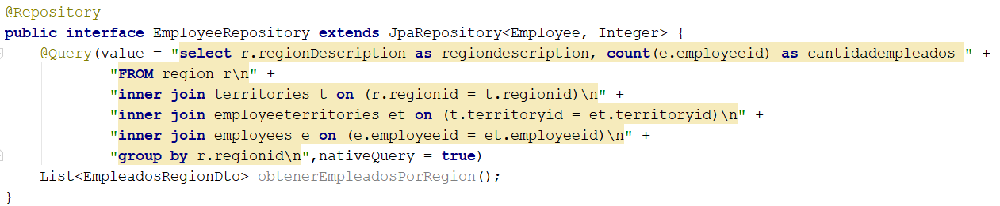 @Repository
public interface EmployeeRepository extends JpaRepository<Employee, Integer> {
@Query(value = "select r.regionDescription as regiondescription, count(e.employeeid) as cantidadempleados " +
"FROM region r\n" +
"inner join territories t on (r.regionid = t.regionid)\n" +
"inner join employeeterritories et on (t.territoryid = et.territoryid)\n" +
"inner join employees e on (e.employeeid = et.employeeid)\n" +
"group by r.regionid\n",nativeQuery = true)
List<EmpleadosRegionDto> obtenerEmpleadosPorRegion();
}